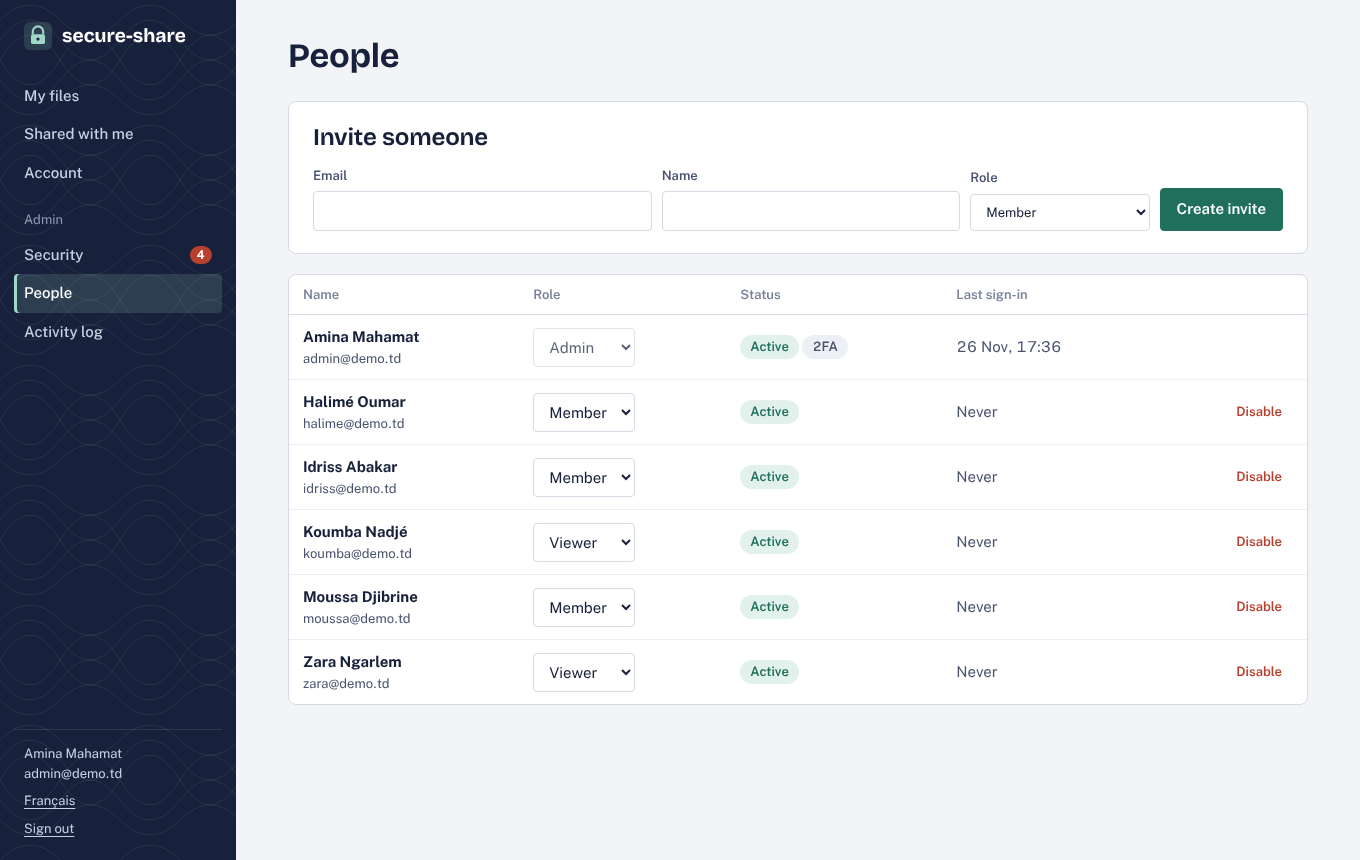 secure-share
My files
Shared with me
Account
Admin
Security 4
People
Activity log
Amina Mahamat
admin@demo.td
Français
Sign out
People
Invite someone
Email Name Role
Member Create invite
Name Role Status Last sign-in
Amina Mahamat
admin@demo.td
Admin Active 2FA 26 Nov, 17:36
Halimé Oumar
halime@demo.td
Member Active Never Disable
Idriss Abakar
idriss@demo.td
Member Active Never Disable
Koumba Nadjé
koumba@demo.td
Viewer Active Never Disable
Moussa Djibrine
moussa@demo.td
Member Active Never Disable
Zara Ngarlem
zara@demo.td
Viewer Active Never Disable